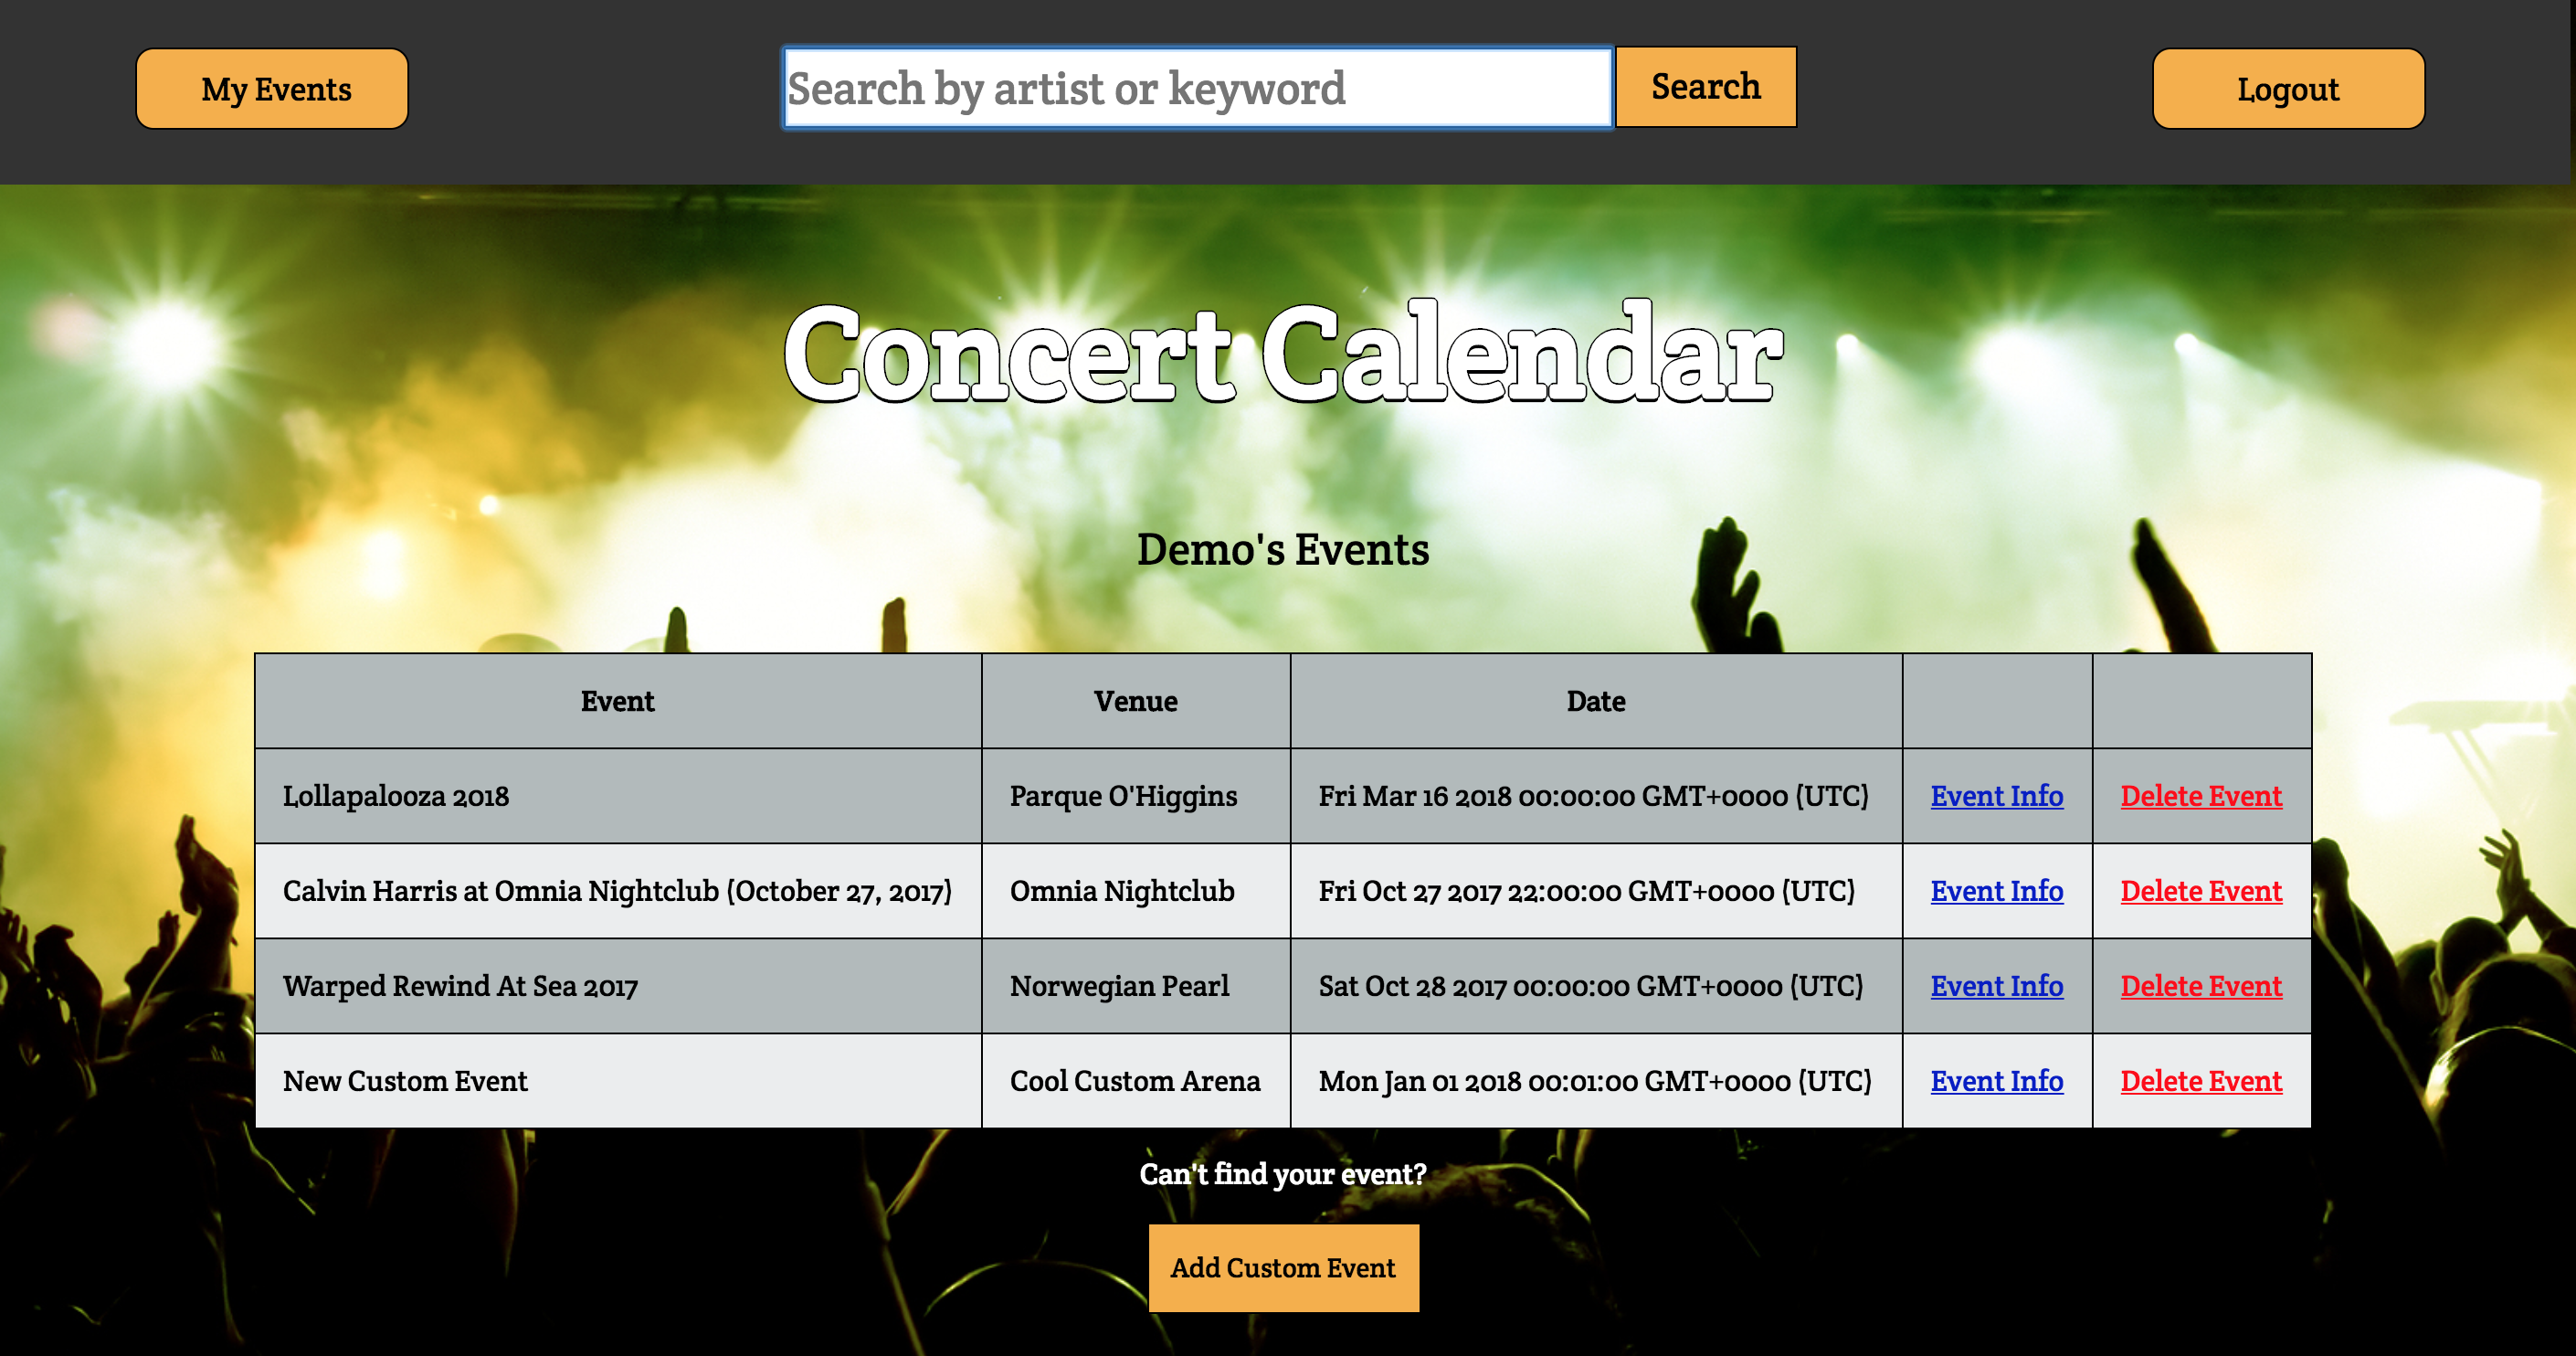 My Events
Search by artist or keyword
Search
Logout
Concert Calendar
Demo's Events
Event Venue Date
Lollapalooza 2018 Parque O'Higgins Fri Mar 16 2018 00:00:00 GMT+0000 (UTC) Event Info Delete Event
Calvin Harris at Omnia Nightclub (October 27, 2017) Omnia Nightclub Fri Oct 27 2017 22:00:00 GMT+0000 (UTC) Event Info Delete Event
Warped Rewind At Sea 2017 Norwegian Pearl Sat Oct 28 2017 00:00:00 GMT+0000 (UTC) Event Info Delete Event
New Custom Event Cool Custom Arena Mon Jan 01 2018 00:01:00 GMT+0000 (UTC) Event Info Delete Event
Can't find your event?
Add Custom Event